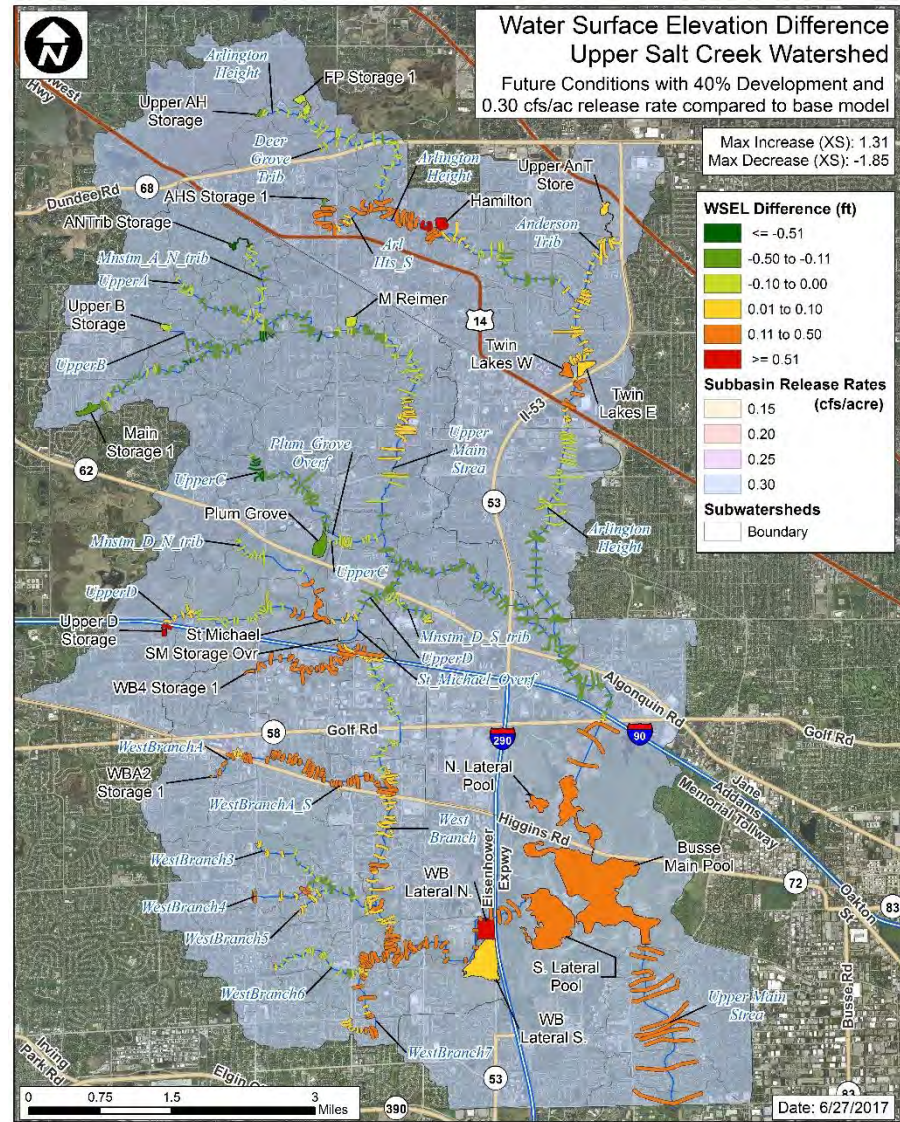 N
Water Surface Elevation Difference
Upper Salt Creek Watershed
Future Conditions with 40% Development and
0.30 cfs/ac release rate compared to base model
Max Increase (XS): 1.31
Max Decrease (XS): -1.85
WSEL Difference (ft)
<= -0.51
-0.50 to -0.11
-0.10 to 0.00
0.01 to 0.10
0.11 to 0.50
>= 0.51
Subbasin Release Rates
(cfs/acre)
0.15
0.20
0.25
0.30
Subwatersheds
Boundary
Hwy
Arlington
Height
FP Storage 1
Upper AH
Storage
Deer
Grove
Trib
Arlington
Height
Upper AnT
Store
Dundee Rd
68
AHS Storage 1
Hamilton
ANTrib Storage
Anderson
Trib
Arl
Hts_S
Mnstm_A_N_trib
UpperA
M Reimer
14
Upper B
Storage
UpperB
Twin
Lakes W
Twin
Lakes E
Il-53
Main
Storage 1
Plum_Grove
Overf
Upper
Main
Strea
62
UpperC
53
Plum Grove
Arlington
Height
Mnstm_D_N_trib
UpperC
UpperD
Upper D
Storage
St Michael
SM Storage Ovr
Mnstm_D_S_trib
UpperD
St_Michael_Overf
WB4 Storage 1
Algonquin Rd
58
Golf Rd
290
90
Golf Rd
WestBranchA
WBA2
Storage 1
N. Lateral
Pool
Jane
Addams
Memorial Tollway
WestBranchA_S
West
Branch
Higgins Rd
Busse
Main Pool
WestBranch3
WB
Lateral N.
Eisenhower
Expwy
72
83
WestBranch4
Oakton
St
WestBranch5
S. Lateral
Pool
WestBranch6
Upper Main
Strea
Busse Rd
WB
Lateral S.
WestBranch7
Irving
Park Rd
53
83
0 0.75 1.5 3
Miles
390
Date: 6/27/2017